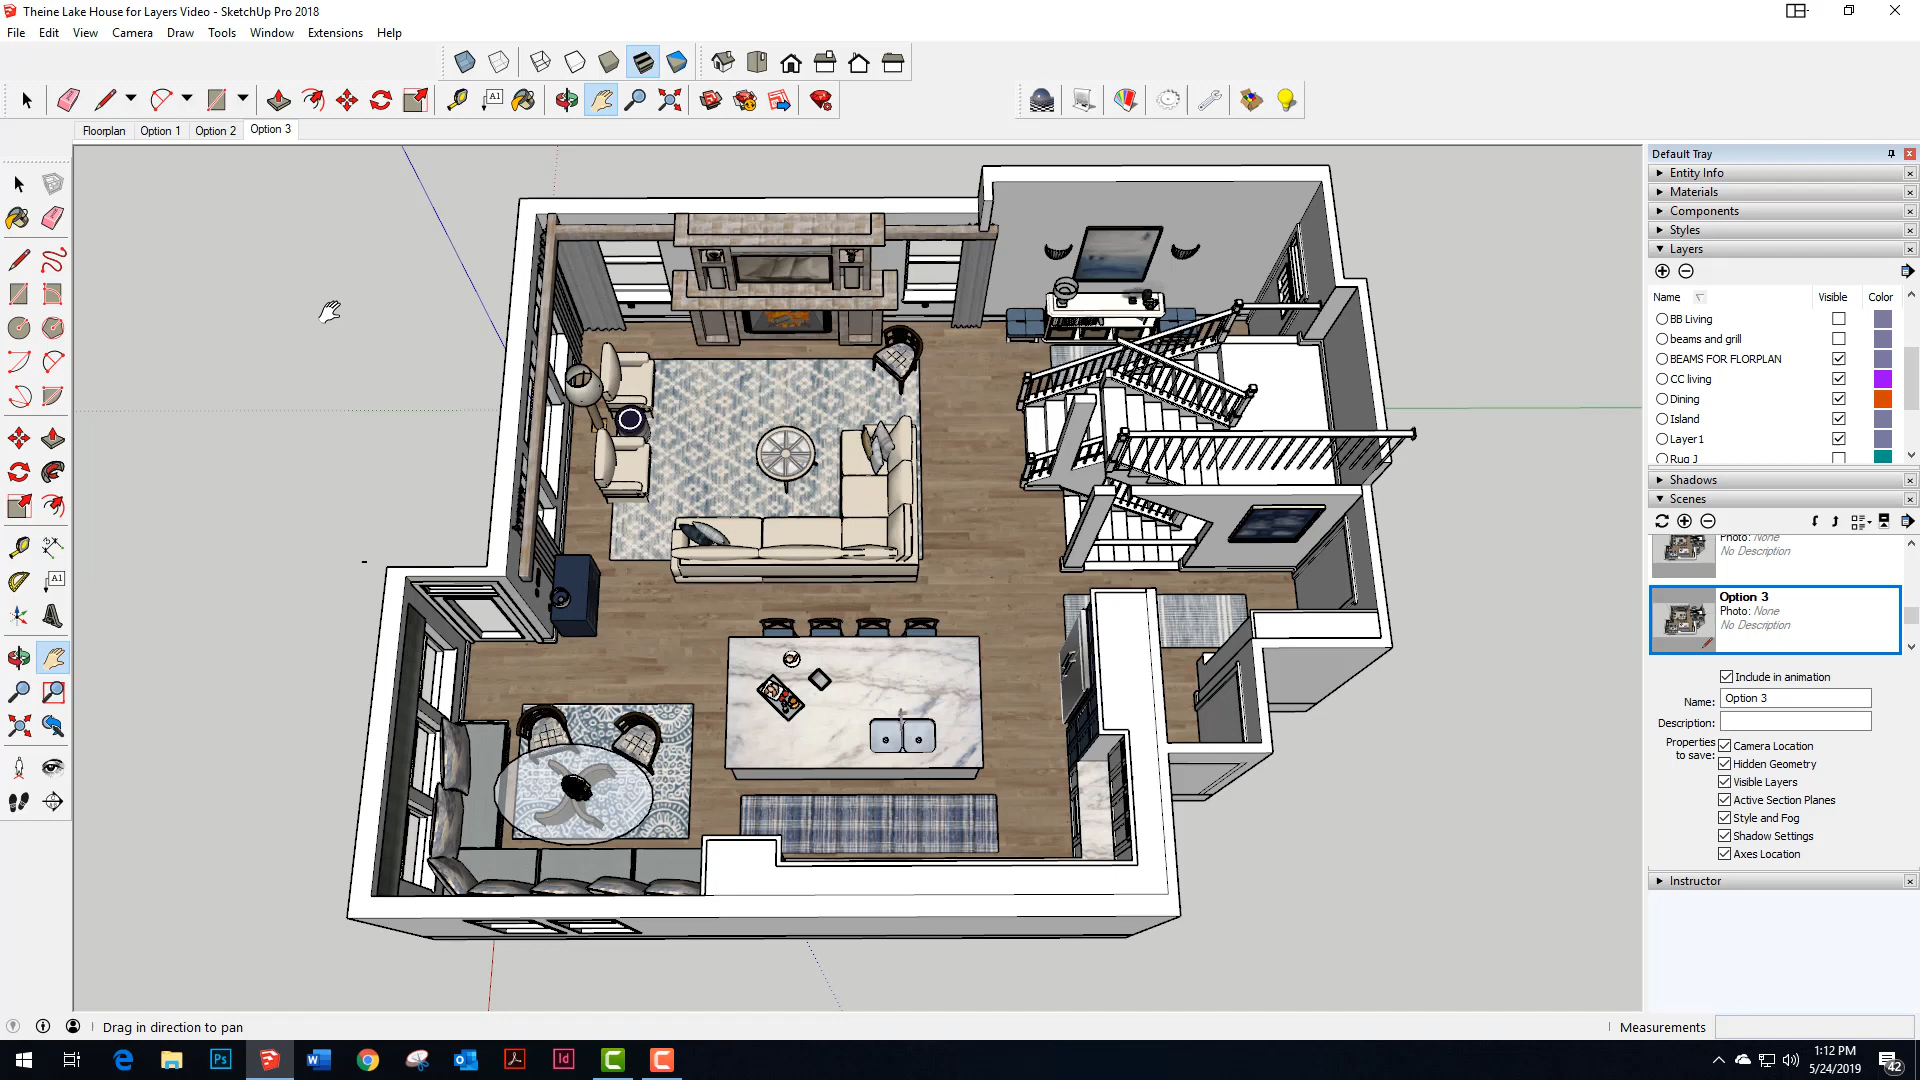 Theine Lake House for Layers Video - SketchUp Pro 2018
File Edit View Camera Draw Tools Window Extensions Help
A1
Floorplan Option 1 Option 2 Option 3
Default Tray
Entity Info
Materials
Components
Styles
Layers
Name Visible Color
BB Living
beams and grill
BEAMS FOR FLORPLAN
CC living
Dining
Island
Layer1
Rug J
Shadows
Scenes
Photo: None
No Description
Option 3
Photo: None
No Description
Include in animation
Name: Option 3
Description:
Properties to save:
Camera Location
Hidden Geometry
Visible Layers
Active Section Planes
Style and Fog
Shadow Settings
Axes Location
Instructor
A1
Drag in direction to pan
Measurements
Ps
Id
1:12 PM
5/24/2019
42